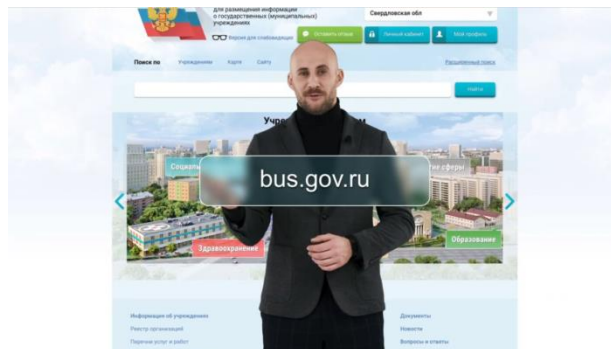 для размещения информации
о государственных (муниципальных)
учреждениях
Свердловская обл
Версия для слабовидящих
Оставить отзыв
Личный кабинет
Мой профиль
Поиск по Учреждениям Карте Сайту
Расширенный поиск
Найти
bus.gov.ru
Здравоохранение
Образование
Информация об учреждениях
Документы
Реестр организаций
Новости
Перечни услуг и работ
Вопросы и ответы